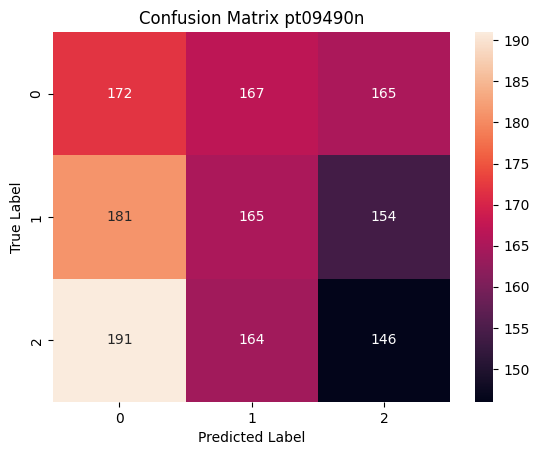 Confusion Matrix pt09490n
190
0 172 167 165
185
180
175
1 181 165 154
170
165
160
2 191 164 146
155
150
0 1 2
True Label
Predicted Label